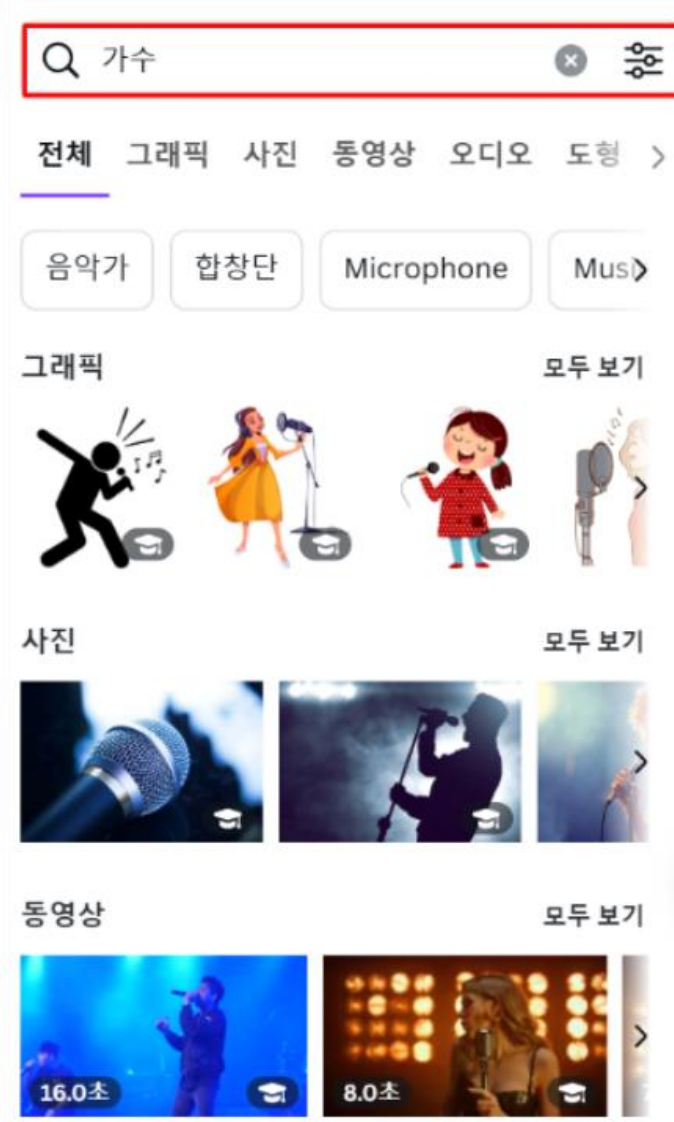 가수
전체 그래픽 사진 동영상 오디오 도형
음악가 합창단 Microphone Musi
그래픽 모두 보기
사진 모두 보기
동영상 모두 보기
16.0초 8.0초